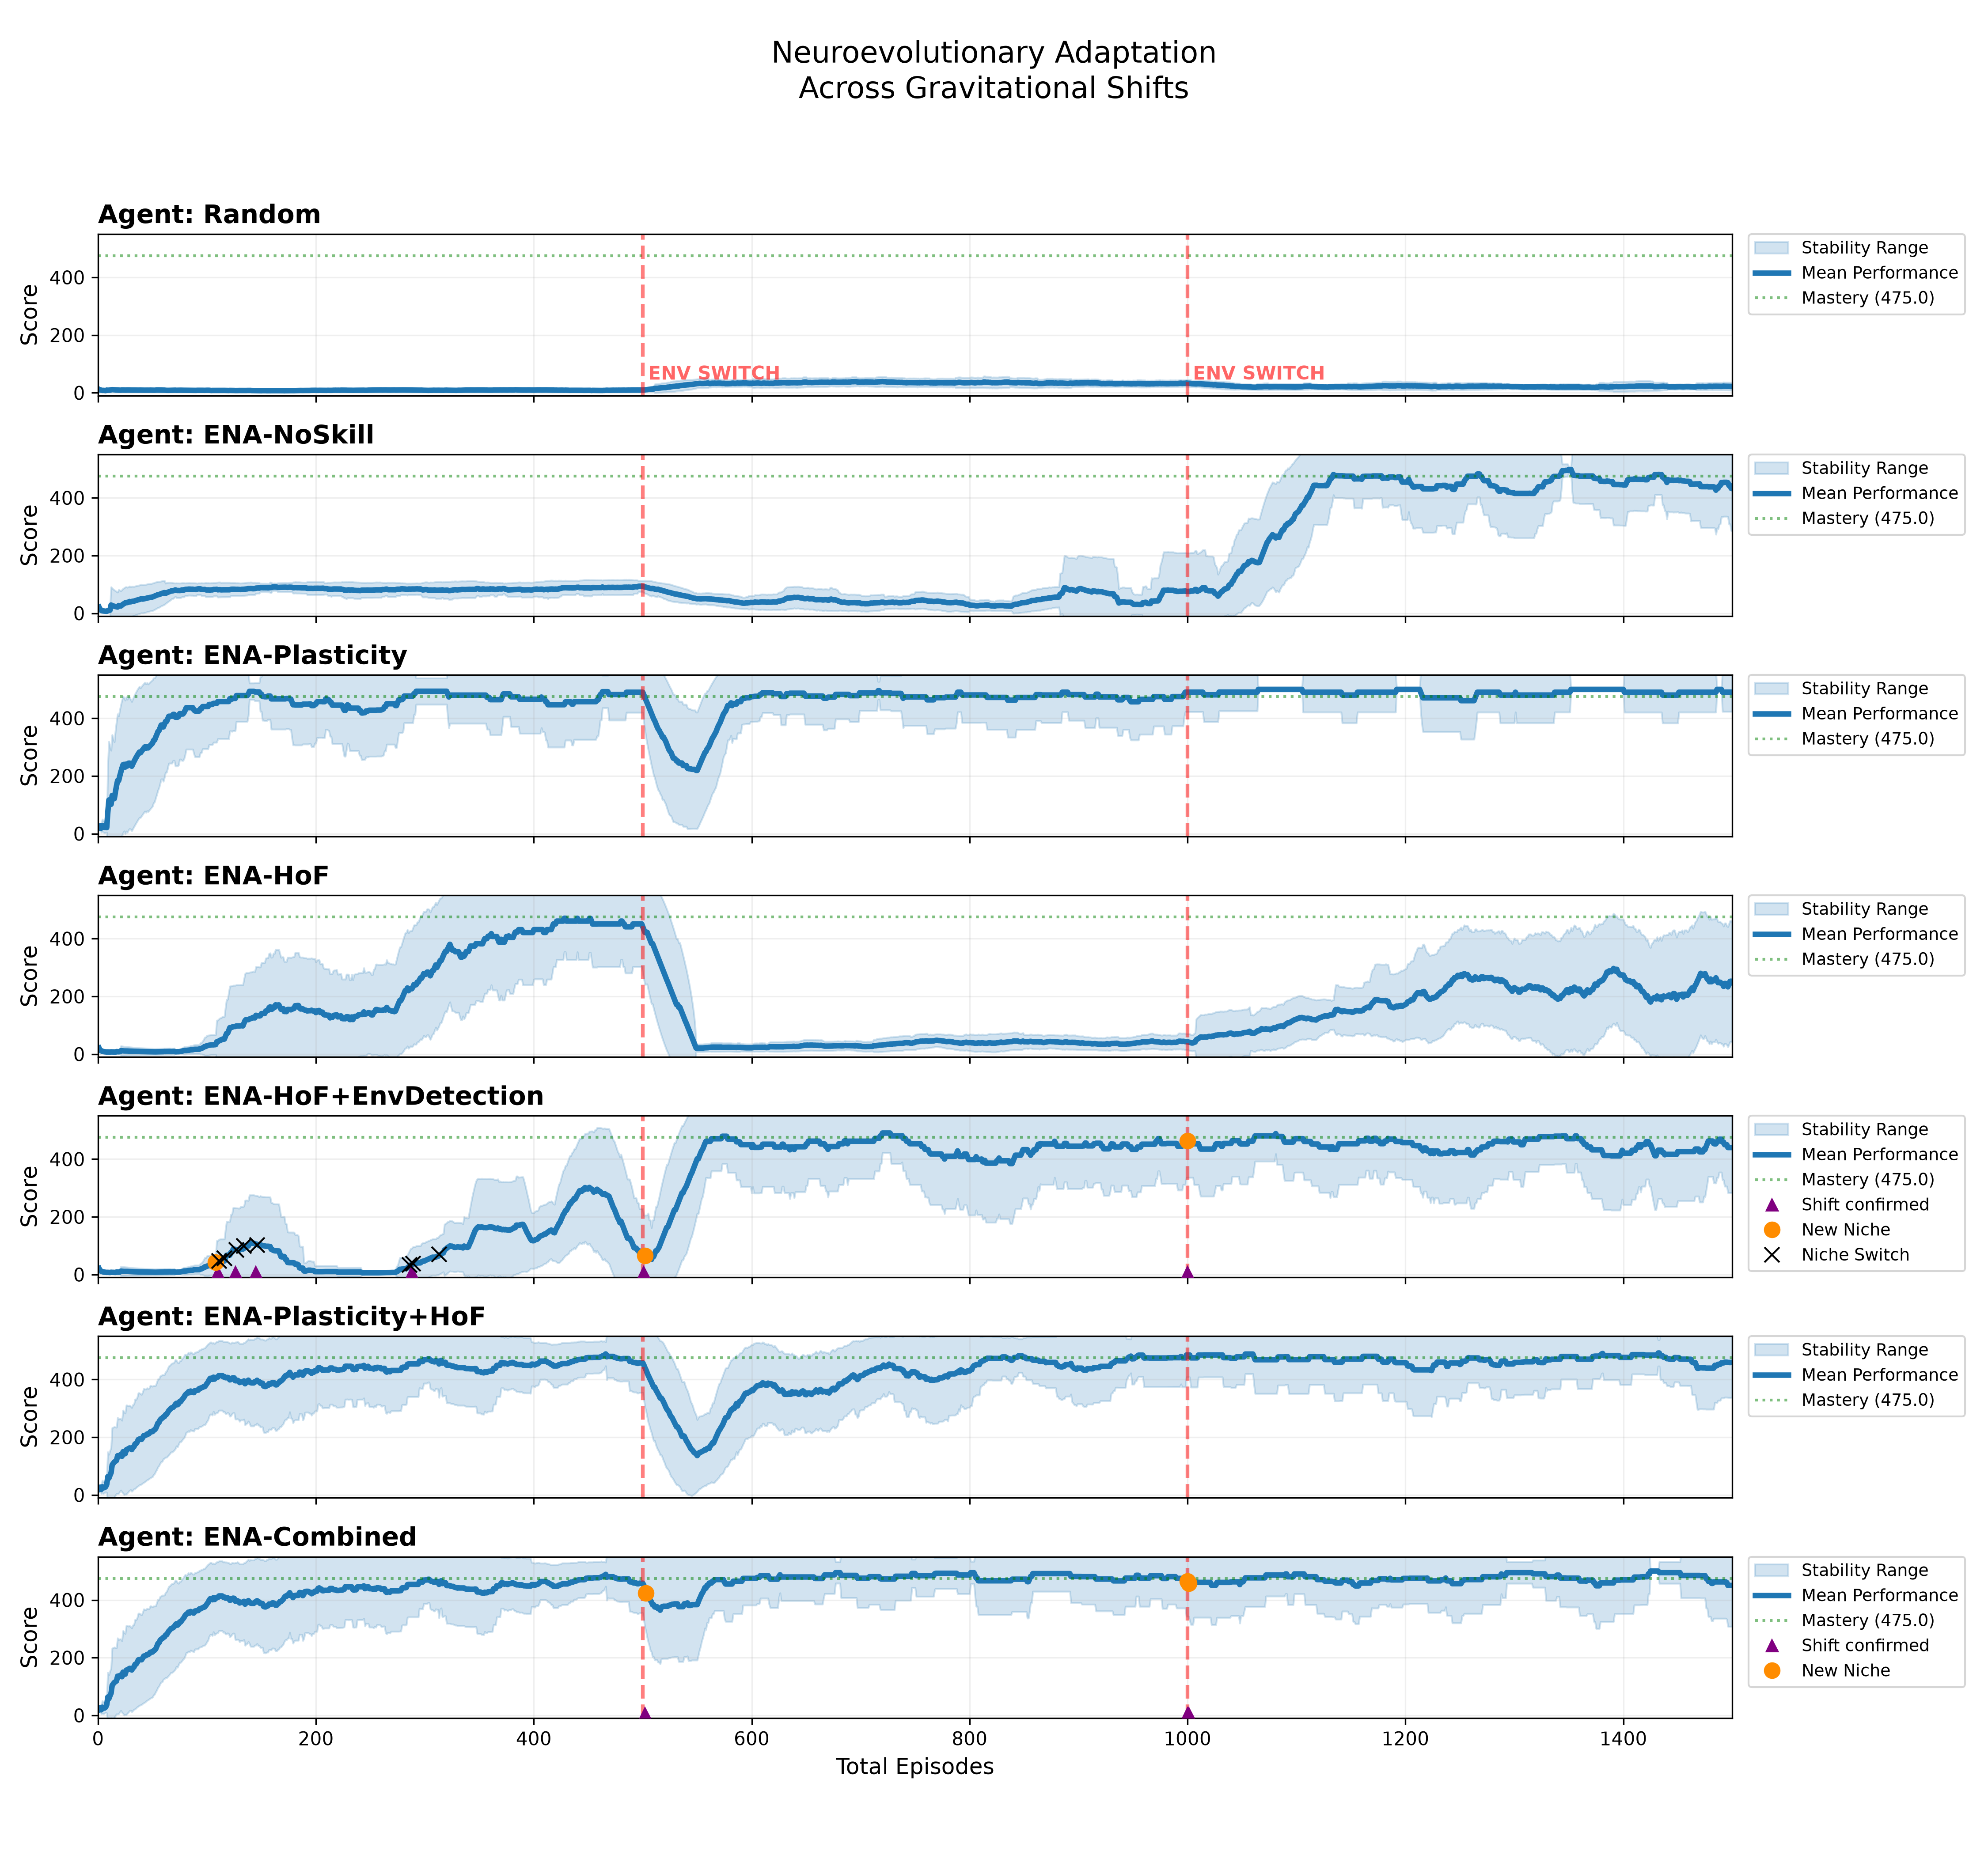 Neuroevolutionary Adaptation
Across Gravitational Shifts
Agent: Random
Score
400
200
0
ENV SWITCH
ENV SWITCH
Stability Range
Mean Performance
Mastery (475.0)
Agent: ENA-NoSkill
Score
400
200
0
Stability Range
Mean Performance
Mastery (475.0)
Agent: ENA-Plasticity
Score
400
200
0
Stability Range
Mean Performance
Mastery (475.0)
Agent: ENA-HoF
Score
400
200
0
Stability Range
Mean Performance
Mastery (475.0)
Agent: ENA-HoF+EnvDetection
Score
400
200
0
Stability Range
Mean Performance
Mastery (475.0)
Shift confirmed
New Niche
Niche Switch
Agent: ENA-Plasticity+HoF
Score
400
200
0
Stability Range
Mean Performance
Mastery (475.0)
Agent: ENA-Combined
Score
400
200
0
Stability Range
Mean Performance
Mastery (475.0)
Shift confirmed
New Niche
0 200 400 600 800 1000 1200 1400
Total Episodes